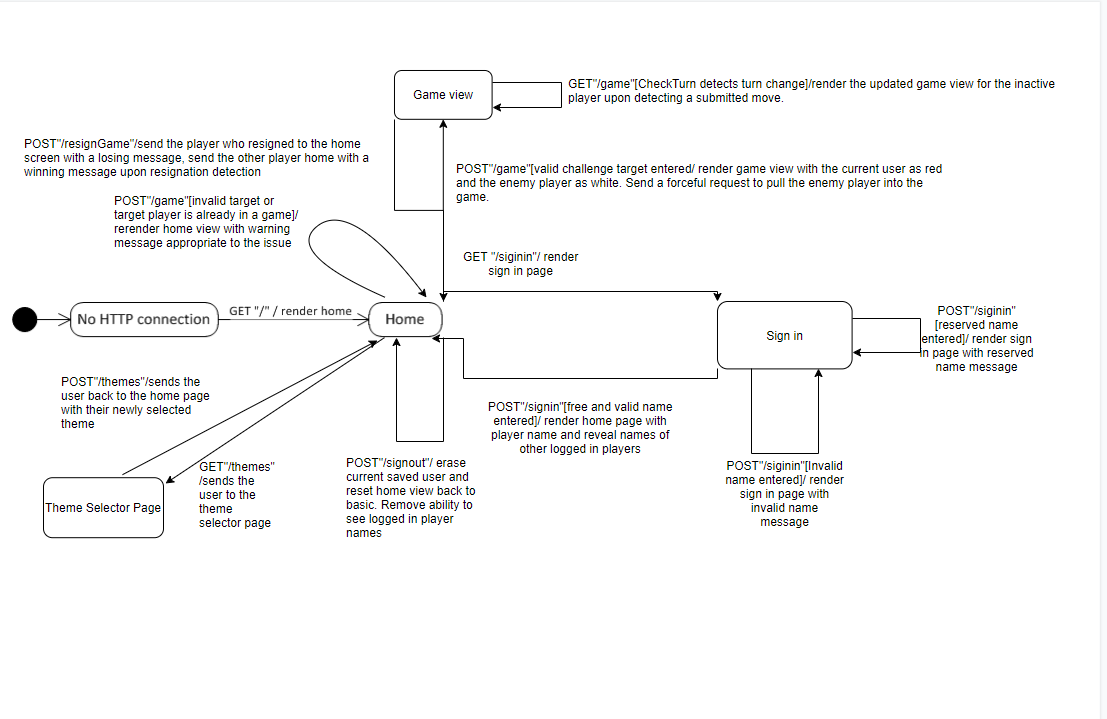 Game view
GET"/game"[CheckTurn detects turn change]/render the updated game view for the inactive
player upon detecting a submitted move.
POST"/resignGame"/send the player who resigned to the home
screen with a losing message, send the other player home with a
winning message upon resignation detection
POST"/game"[valid challenge target entered/ render game view with the current user as red
and the enemy player as white. Send a forceful request to pull the enemy player into the
game.
POST"/game"[invalid target or
target player is already in a game]/
rerender home view with warning
message appropriate to the issue
GET "/siginin"/ render
sign in page
No HTTP connection
GET "/" / render home
Home
Sign in
POST"/siginin"
[reserved name
entered]/ render sign
in page with reserved
name message
POST"/themes"/sends the
user back to the home page
with their newly selected
theme
POST"/signin"[free and valid name
entered]/ render home page with
player name and reveal names of
other logged in players
GET"/themes"
/sends the
user to the
theme
selector page
Theme Selector Page
POST"/signout"/ erase
current saved user and
reset home view back to
basic. Remove ability to
see logged in player
names
POST"/siginin"[Invalid
name entered]/ render
sign in page with
invalid name
message